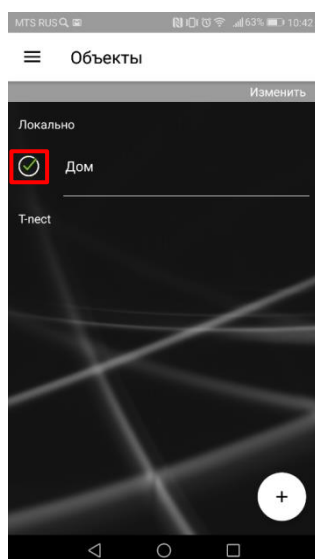 MTS RUS 63% 10:42
Объекты
Изменить
Локально
Дом
T-nect
+